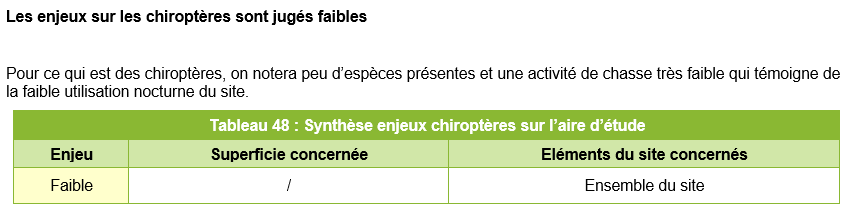 Les enjeux sur les chiroptères sont jugés faibles
Pour ce qui est des chiroptères, on notera peu d’espèces présentes et une activité de chasse très faible qui témoigne de
la faible utilisation nocturne du site.
Tableau 48 : Synthèse enjeux chiroptères sur l’aire d’étude
Enjeu Superficie concernée Eléments du site concernés
Faible / Ensemble du site